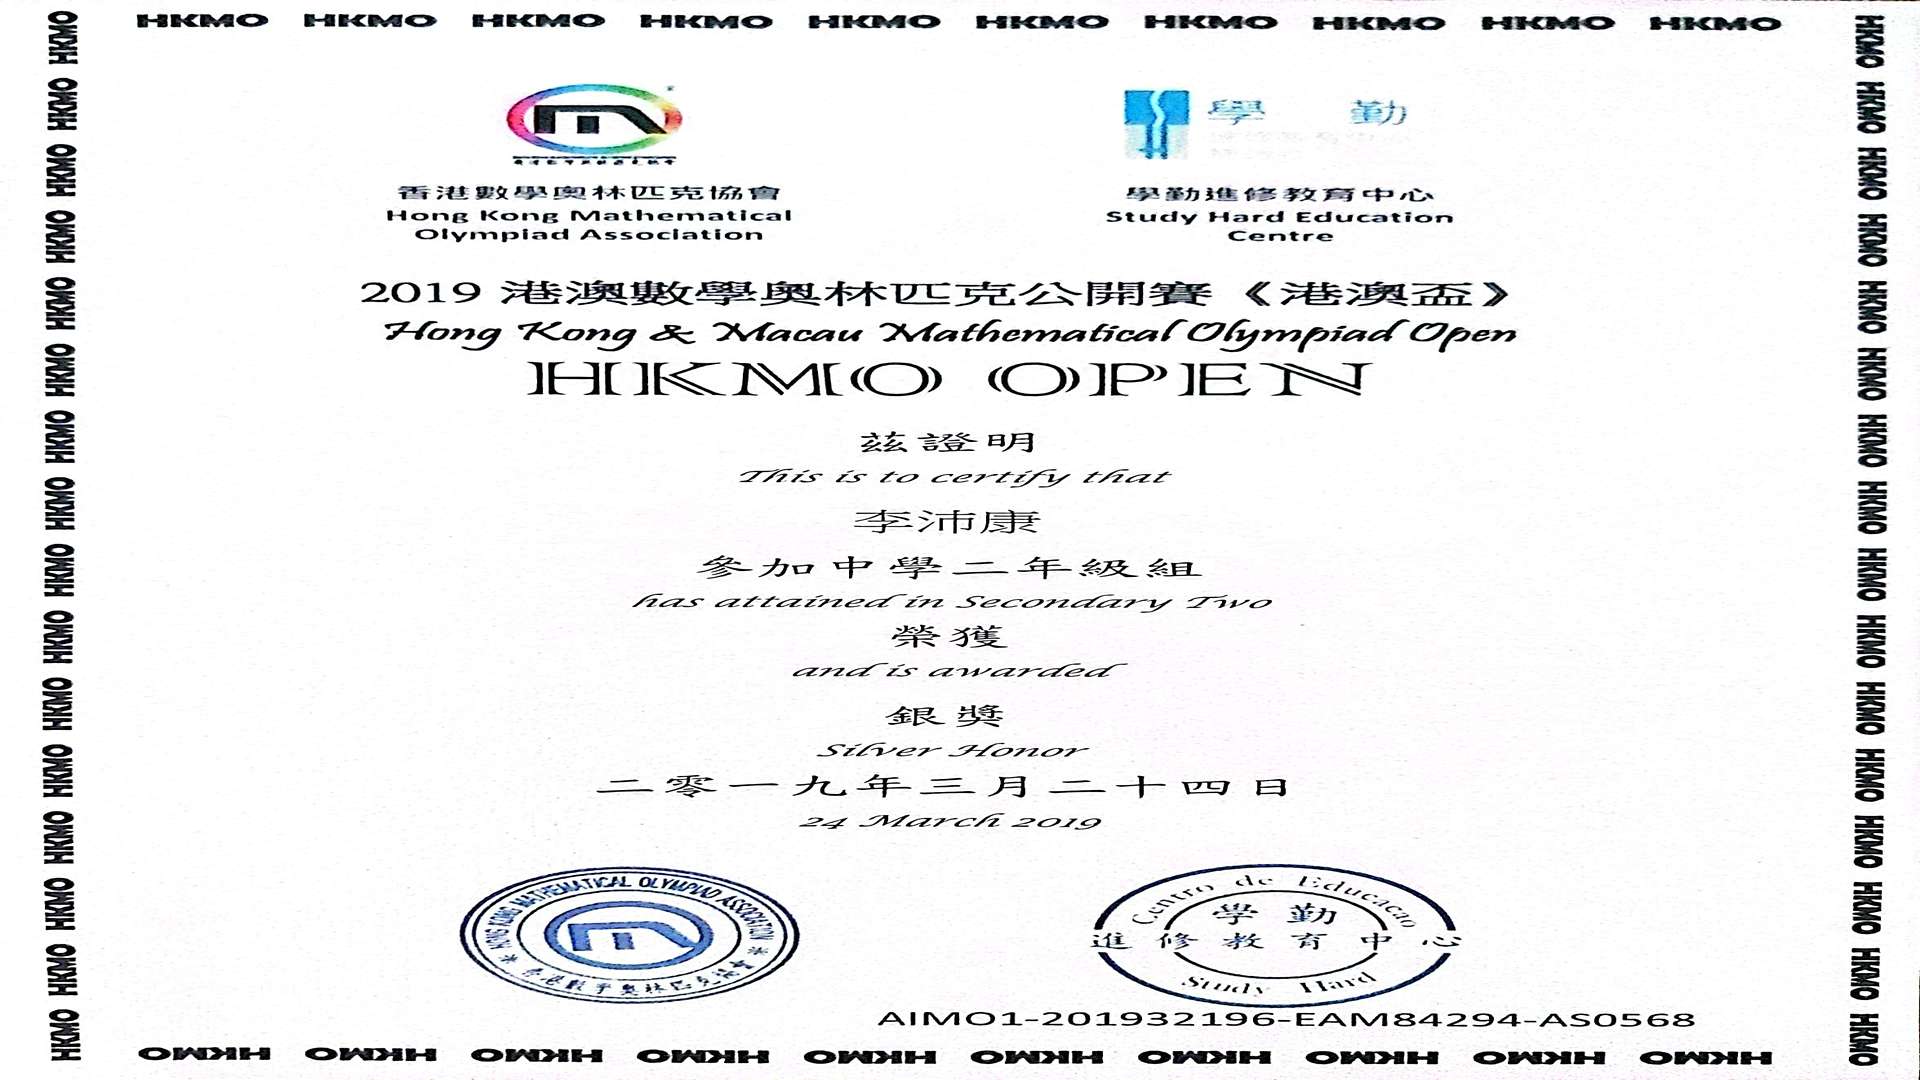 HKMO HKMO HKMO HKMO HKMO HKMO HKMO HKMO HKMO HKMO
學 勤
香港數學奧林匹克協會
Hong Kong Mathematical
Olympiad Association
學勤進修教育中心
Study Hard Education
Centre
2019 港澳數學奧林匹克公開賽《港澳盃》
Hong Kong & Macau Mathematical Olympiad Open
HKMO OPEN
茲證明
This is to certify that
李沛康
參加中學二年級組
has attained in Secondary Two
榮獲
and is awarded
銀獎
Silver Honor
二零一九年三月二十四日
24 March 2019
HONG KONG MATHEMATICAL OLYMPIAD ASSOCIATION
香港數學奧林匹克協會
Centro de Educacao
學勤
進修教育中心
Study Hard
AIMO1-201932196-EAM84294-AS0568
HKMO HKMO HKMO HKMO HKMO HKMO HKMO HKMO HKMO HKMO
HKMO HKMO HKMO HKMO HKMO HKMO HKMO HKMO HKMO HKMO HKMO HKMO HKMO HKMO HKMO HKMO
HKMO HKMO HKMO HKMO HKMO HKMO HKMO HKMO HKMO HKMO HKMO HKMO HKMO HKMO HKMO HKMO